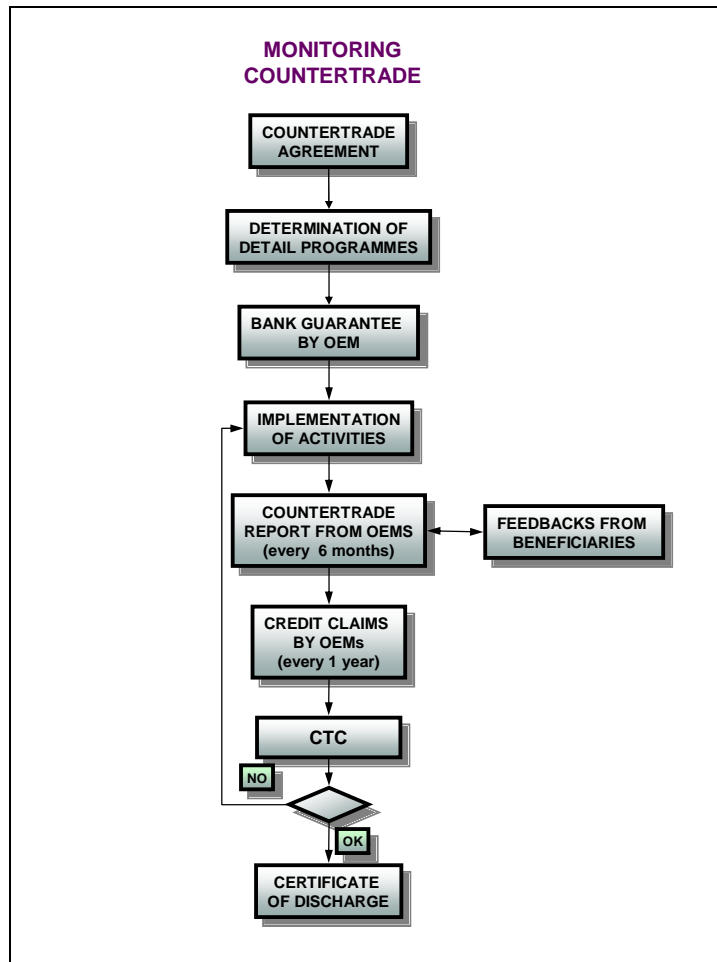 MONITORING
COUNTERTRADE
COUNTERTRADE
AGREEMENT
DETERMINATION OF
DETAIL PROGRAMMES
BANK GUARANTEE
BY OEM
IMPLEMENTATION
OF ACTIVITIES
COUNTERTRADE
REPORT FROM OEMS
(every 6 months)
FEEDBACKS FROM
BENEFICIARIES
CREDIT CLAIMS
BY OEMs
(every 1 year)
CTC
NO
OK
CERTIFICATE
OF DISCHARGE